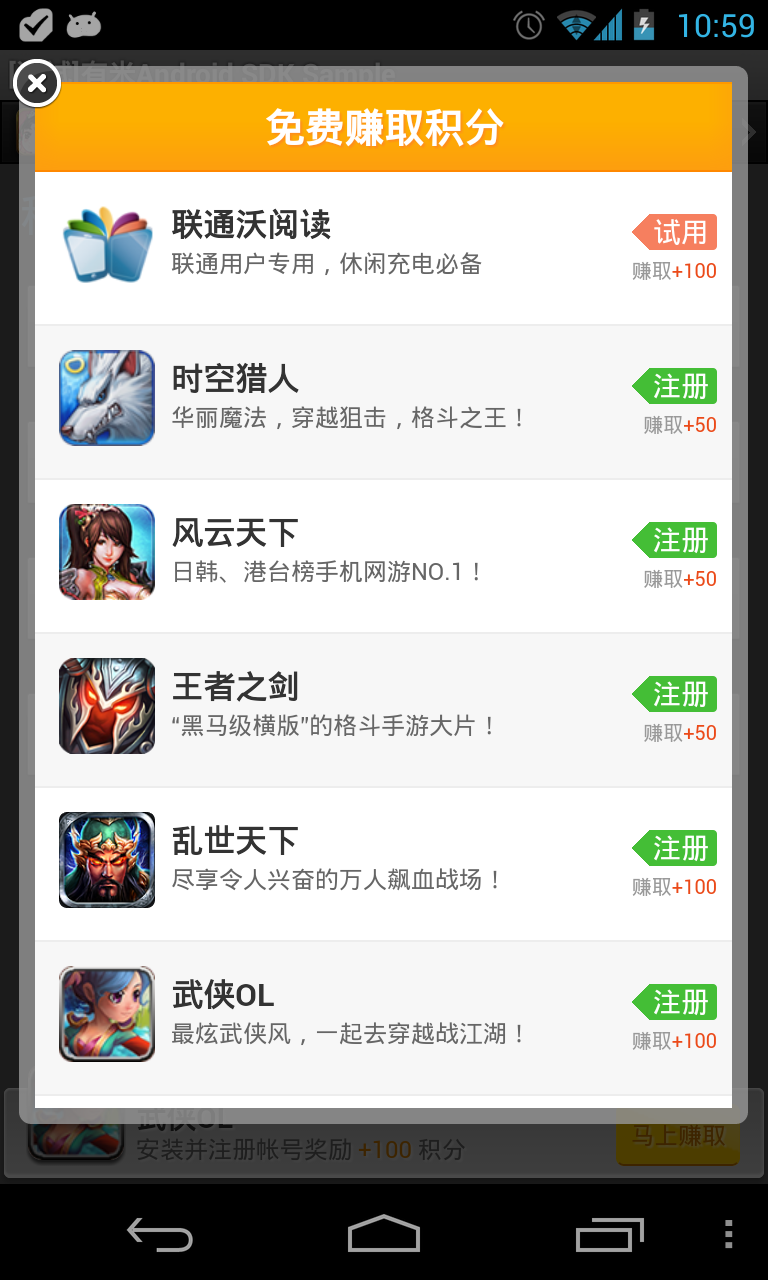 10:59
有米Android SDK Sample
免费赚取积分
联通沃阅读
联通用户专用，休闲充电必备
试用
赚取+100
时空猎人
华丽魔法，穿越狙击，格斗之王！
注册
赚取+50
风云天下
日韩、港台榜手机网游NO.1！
注册
赚取+50
王者之剑
“黑马级横版”的格斗手游大片！
注册
赚取+50
乱世天下
尽享令人兴奋的万人飙血战场！
注册
赚取+100
武侠OL
最炫武侠风，一起去穿越战江湖！
注册
赚取+100
武侠OL
安装并注册帐号奖励 +100 积分
马上赚取